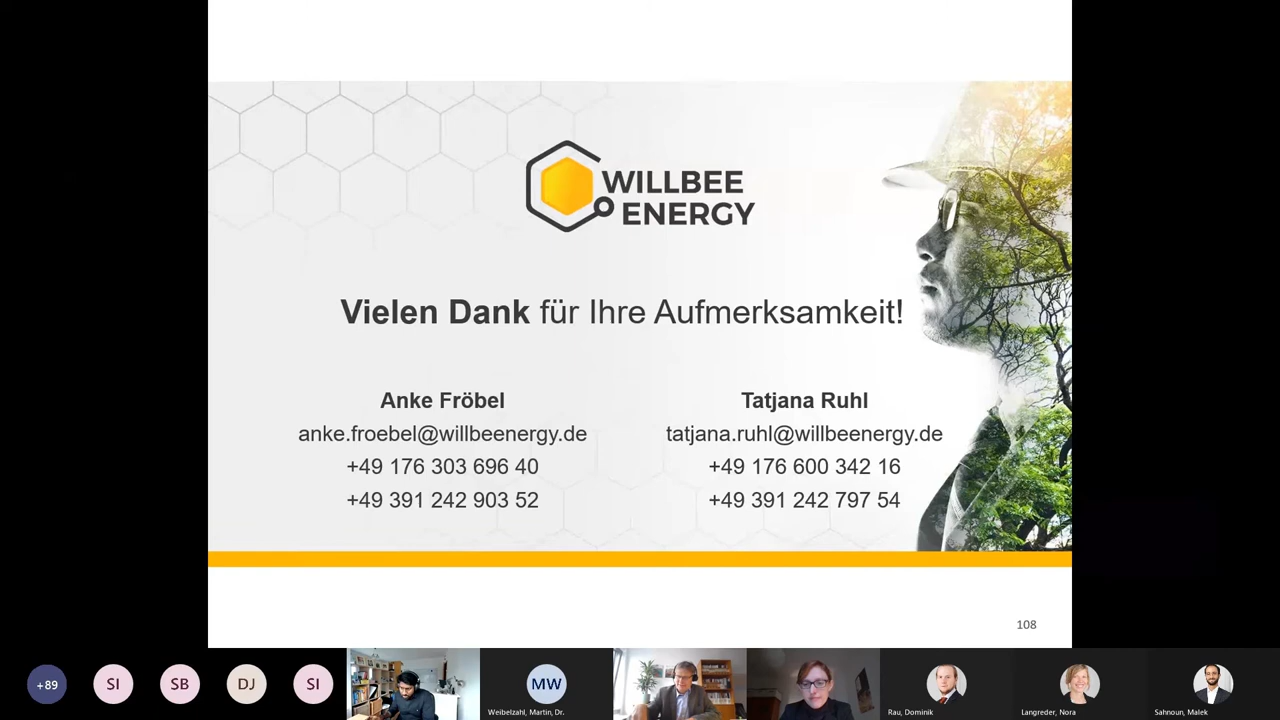 WILLBEE
ENERGY
Vielen Dank für Ihre Aufmerksamkeit!
Anke Fröbel
anke.froebel@willbeenergy.de
+49 176 303 696 40
+49 391 242 903 52
Tatjana Ruhl
tatjana.ruhl@willbeenergy.de
+49 176 600 342 16
+49 391 242 797 54
108
+89
SI
SB
DJ
SI
MW
Weibelzahl, Martin, Dr.
Rau, Dominik
Langreder, Nora
Sahnoun, Malek